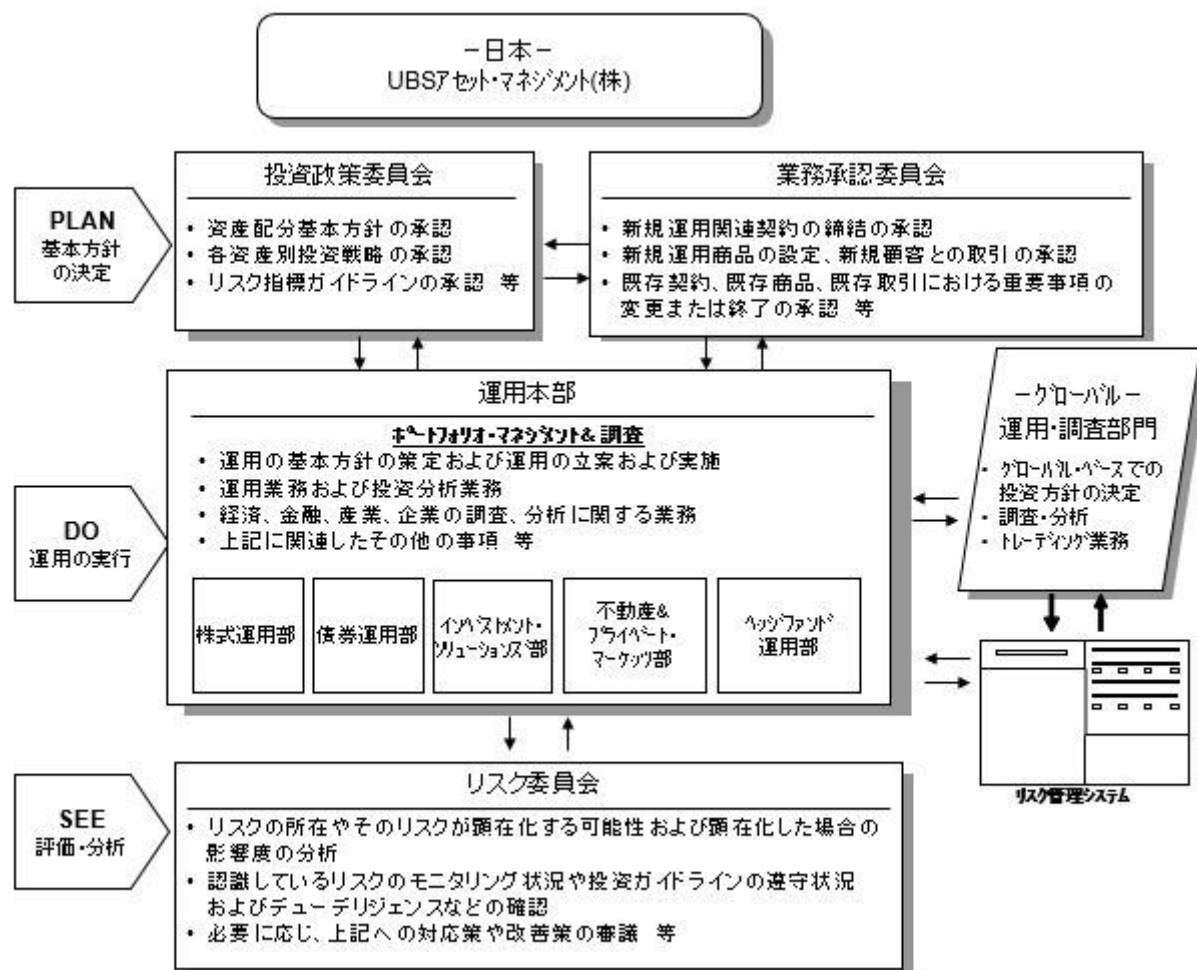 －日本－
UBSアセット・マネジメント(株)
PLAN
基本方針
の決定
投資政策委員会
・ 資産配分基本方針の承認
・ 各資産別投資戦略の承認
・ リスク指標ガイドラインの承認 等
業務承認委員会
・ 新規運用関連契約の締結の承認
・ 新規運用商品の設定、新規顧客との取引の承認
・ 既存契約、既存商品、既存取引における重要事項の
変更または終了の承認 等
DO
運用の実行
運用本部
ポートフォリオ・マネジメント&調査
・ 運用の基本方針の策定および運用の立案および実施
・ 運用業務および投資分析業務
・ 経済、金融、産業、企業の調査、分析に関する業務
・ 上記に関連したその他の事項 等
株式運用部
債券運用部
インベストメント・
ソリューションズ部
不動産&
プライベート・
マーケッツ部
ヘッジファンド
運用部
－グローバル－
運用・調査部門
・ グローバル・ベースでの
投資方針の決定
・ 調査・分析
・ トレーディング業務
リスク管理システム
SEE
評価・分析
リスク委員会
・ リスクの所在やそのリスクが顕在化する可能性および顕在化した場合の
影響度の分析
・ 認識しているリスクのモニタリング状況や投資ガイドラインの遵守状況
およびデューデリジェンスなどの確認
・ 必要に応じ、上記への対応策や改善策の審議 等